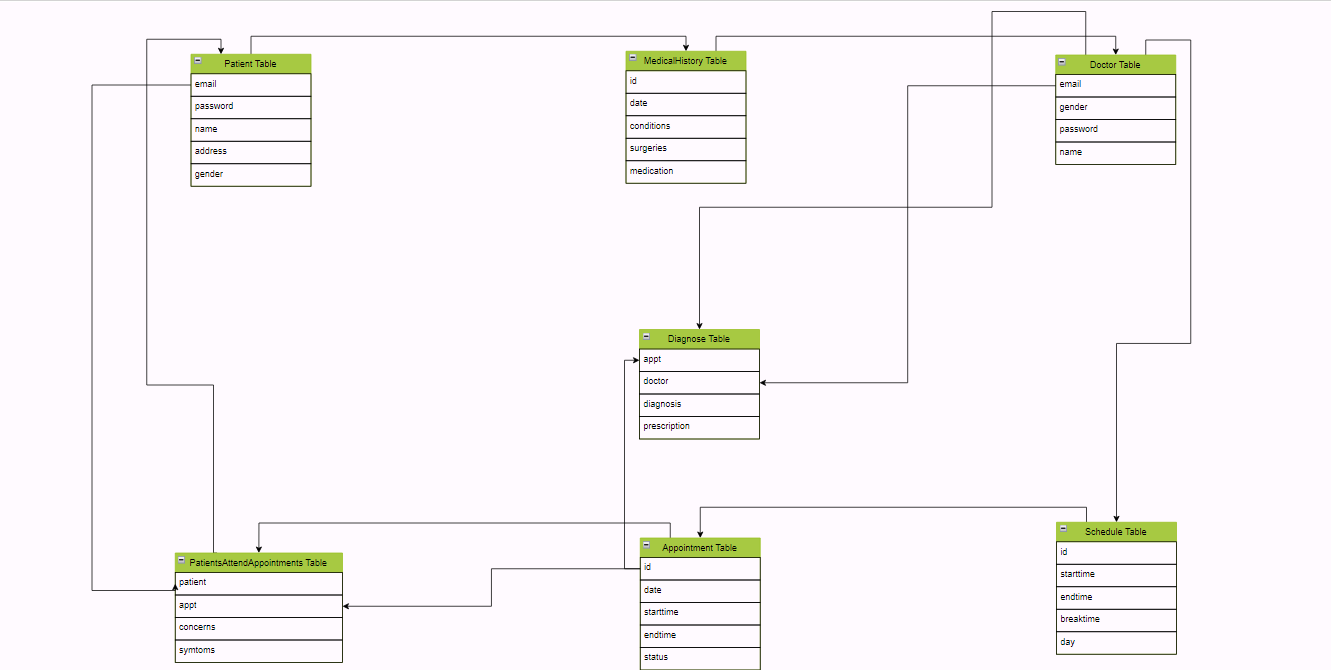 Patient Table
email
password
name
address
gender
MedicalHistory Table
id
date
conditions
surgeries
medication
Doctor Table
email
gender
password
name
Diagnose Table
appt
doctor
diagnosis
prescription
PatientsAttendAppointments Table
patient
appt
concerns
symtoms
Appointment Table
id
date
starttime
endtime
status
Schedule Table
id
starttime
endtime
breaktime
day